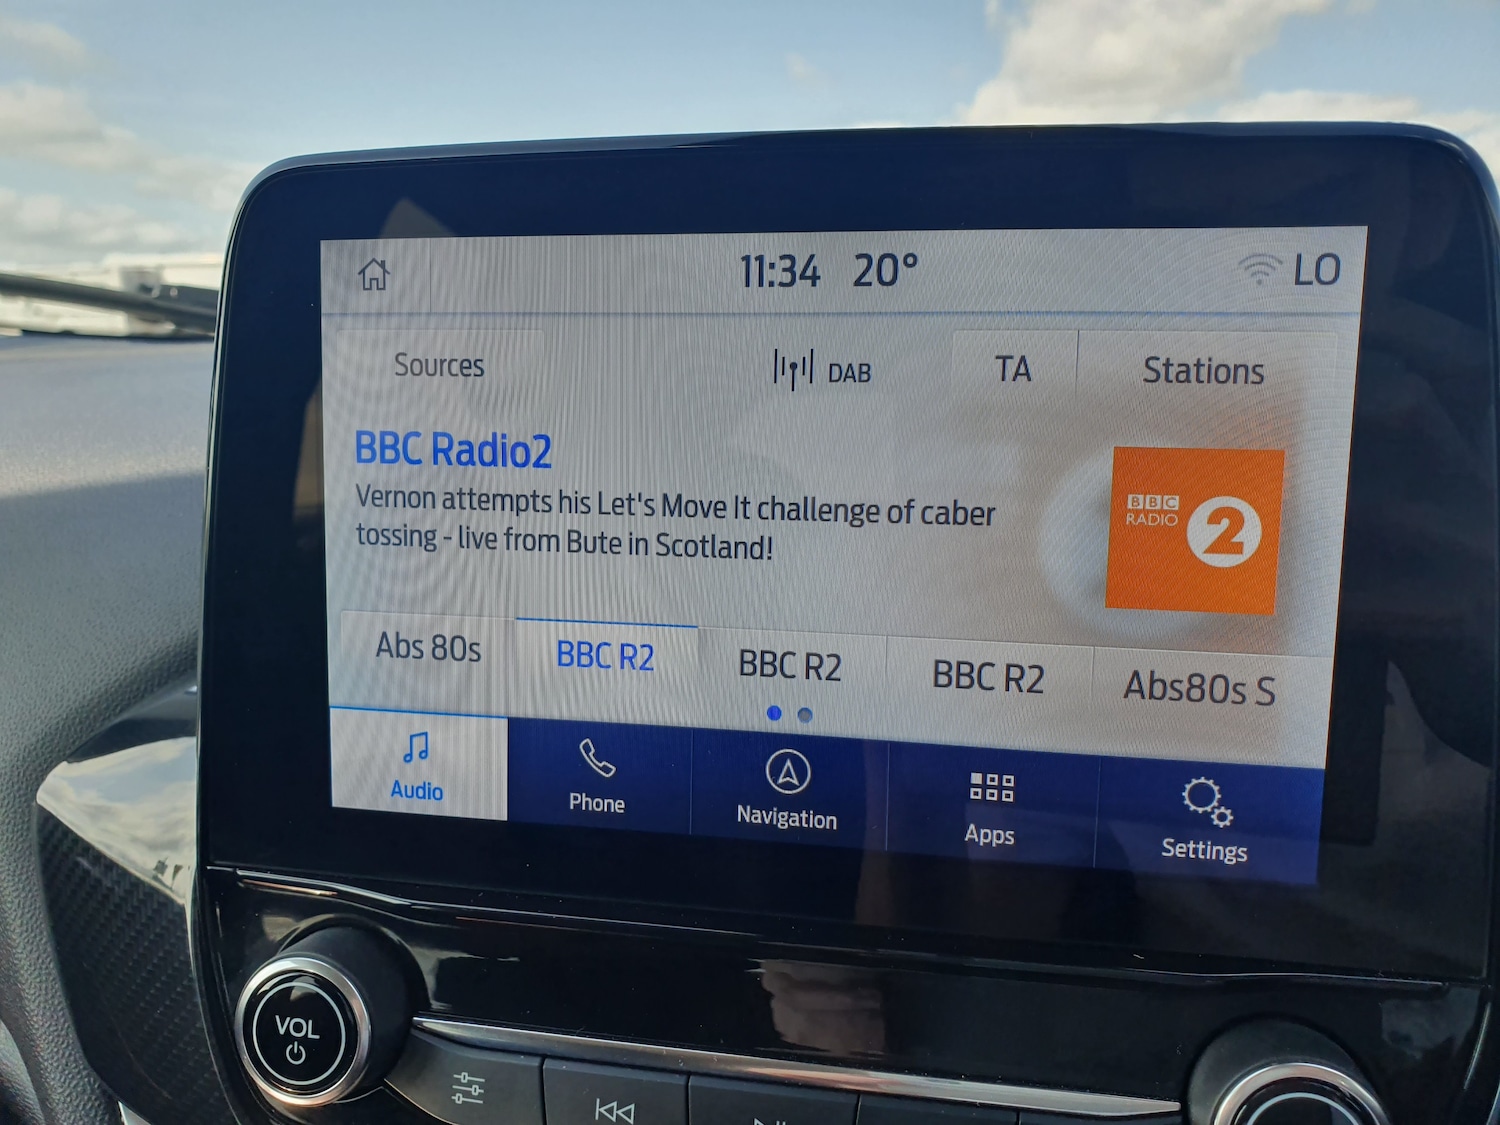 11:34 20° LO
Sources DAB TA Stations
BBC Radio2
Vernon attempts his Let's Move It challenge of caber
tossing - live from Bute in Scotland!
BBC
RADIO
2
Abs 80s BBC R2 BBC R2 BBC R2 Abs80s S
Audio Phone Navigation Apps Settings
VOL